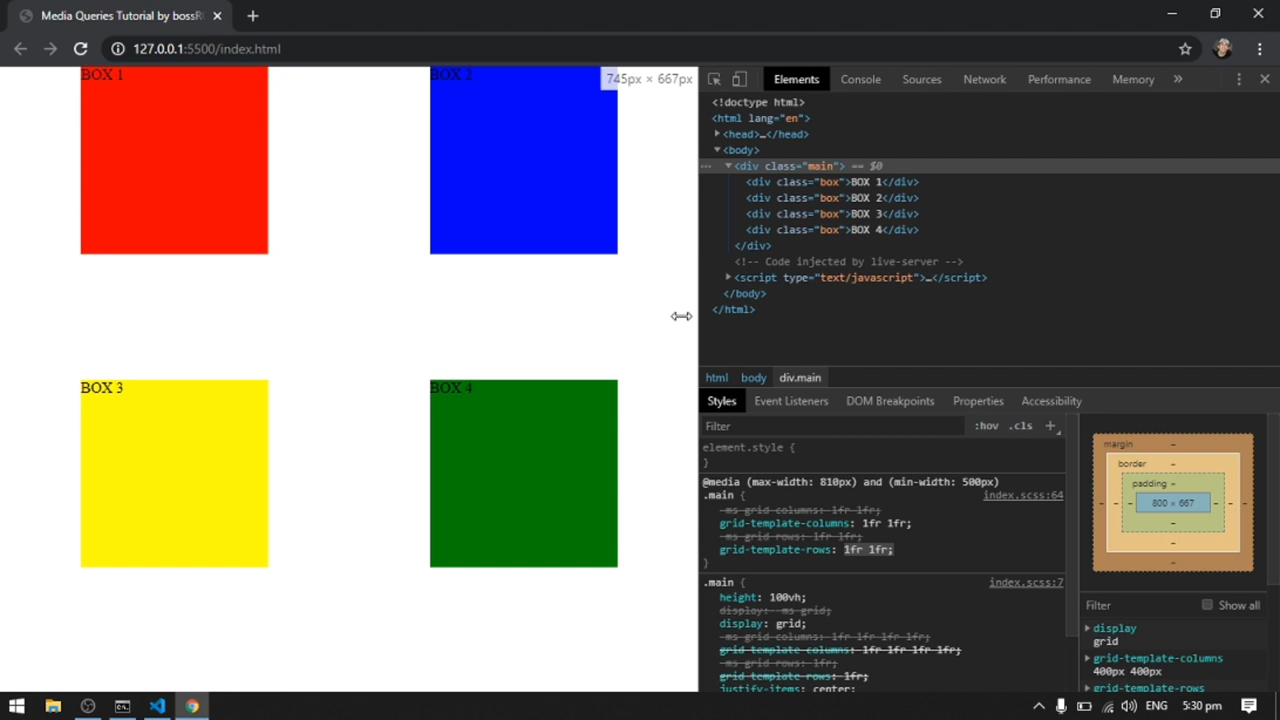 Media Queries Tutorial by bossR
127.0.0.1:5500/index.html
BOX 1
BOX 2
745px × 667px
BOX 3
BOX 4
Elements Console Sources Network Performance Memory
<!doctype html>
<html lang="en">
<head>…</head>
<body>
<div class="main"> == $0
<div class="box">BOX 1</div>
<div class="box">BOX 2</div>
<div class="box">BOX 3</div>
<div class="box">BOX 4</div>
</div>
<!-- Code injected by live-server -->
<script type="text/javascript">…</script>
</body>
</html>
html body div.main
Styles Event Listeners DOM Breakpoints Properties Accessibility
Filter :hov .cls +
element.style {
}
@media (max-width: 810px) and (min-width: 500px)
.main { index.scss:64
-ms-grid-columns: 1fr 1fr;
grid-template-columns: 1fr 1fr;
-ms-grid-rows: 1fr 1fr;
grid-template-rows: 1fr 1fr;
}
.main { index.scss:7
height: 100vh;
display: -ms-grid;
display: grid;
-ms-grid-columns: 1fr 1fr 1fr 1fr;
grid-template-columns: 1fr 1fr 1fr 1fr;
-ms-grid-rows: 1fr;
grid-template-rows: 1fr;
justify-items: center;
margin –
border –
padding –
– – – 800 × 667 – – –
–
–
–
Filter Show all
display
grid
grid-template-columns
400px 400px
grid-template-rows
ENG 5:30 pm